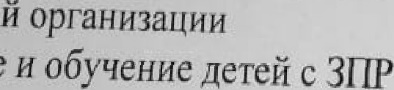 й организации
е и обучение детей с ЗПР